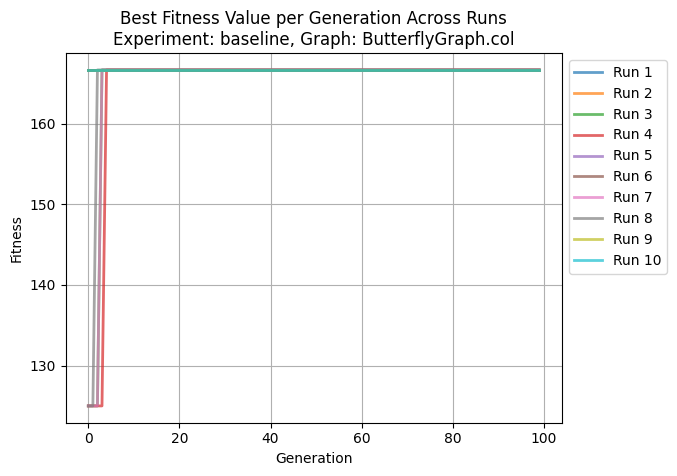 Best Fitness Value per Generation Across Runs
Experiment: baseline, Graph: ButterflyGraph.col
Fitness
160
150
140
130
0
20
40
60
80
100
Generation
Run 1
Run 2
Run 3
Run 4
Run 5
Run 6
Run 7
Run 8
Run 9
Run 10